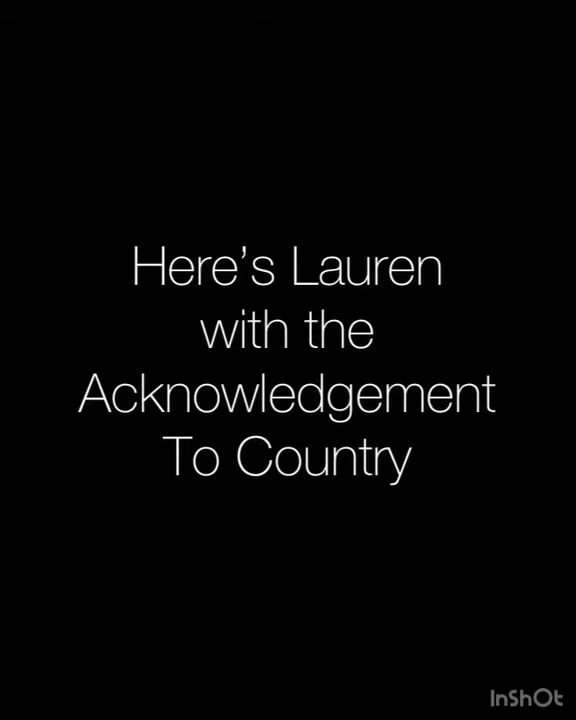 Here’s Lauren
with the
Acknowledgement
To Country
InShOt